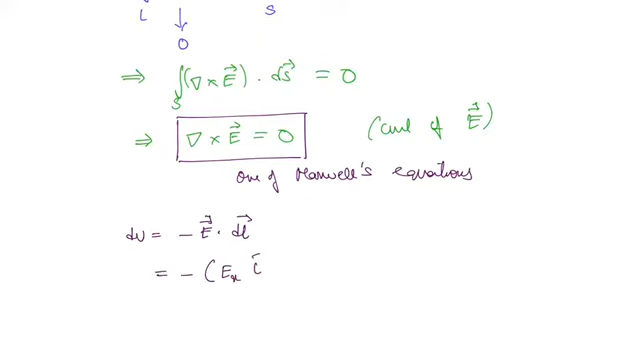 L S
0
⇒ ∫(∇×E⃗) · dS⃗ = 0
S
⇒ ∇×E⃗ = 0 (curl of E⃗)
one of Maxwell's equations
dv = − E⃗ · dl⃗
= − (Eₓ